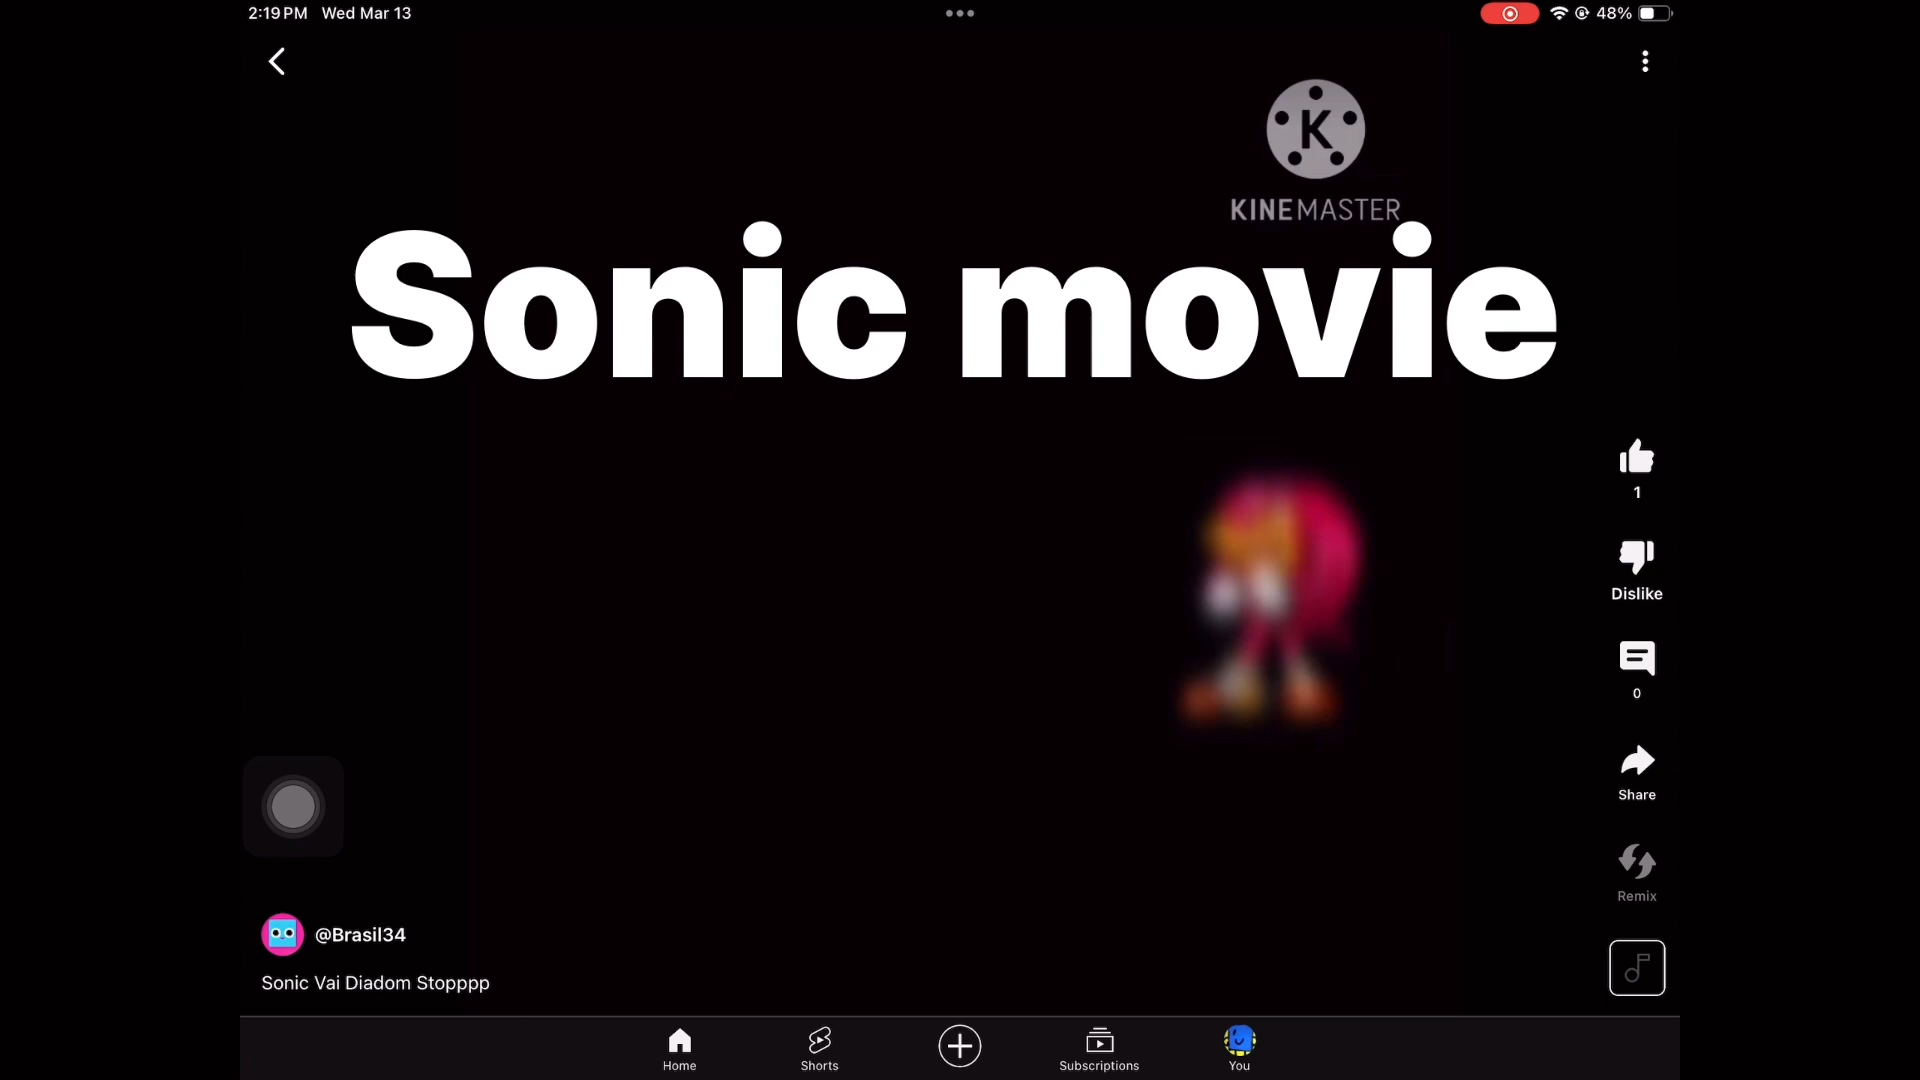 2:19 PM Wed Mar 13
48%
K
KINEMASTER
Sonic movie
1
Dislike
0
Share
Remix
@Brasil34
Sonic Vai Diadom Stopppp
Home
Shorts
Subscriptions
You